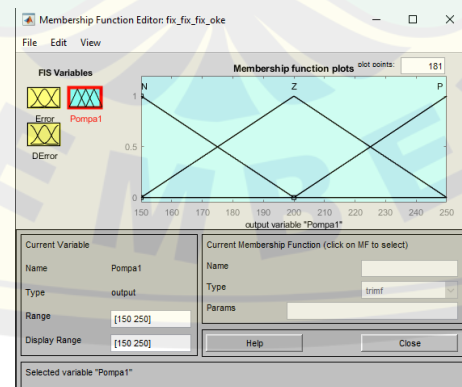 Membership Function Editor: fix_fix_fix_oke
File Edit View
FIS Variables
Membership function plots plot points: 181
Error Pompa1
DError
N Z P
1
0.5
0
150 160 170 180 190 200 210 220 230 240 250
output variable "Pompa1"
Current Variable
Name Pompa1
Type output
Range [150 250]
Display Range [150 250]
Current Membership Function (click on MF to select)
Name
Type trimf
Params
Help Close
Selected variable "Pompa1"